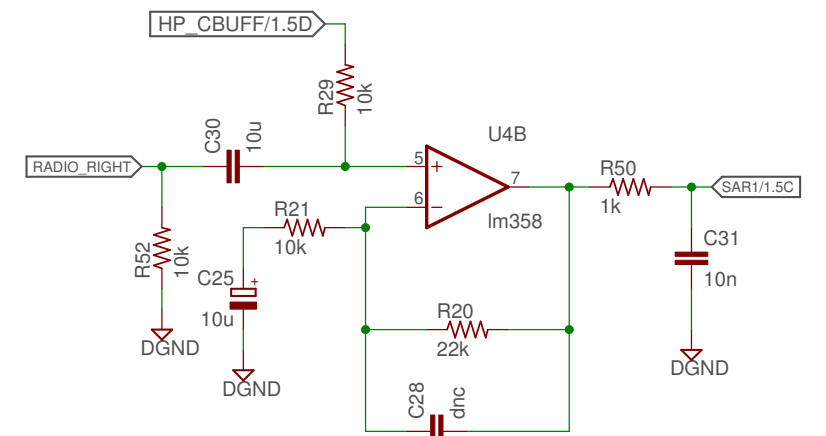 HP_CBUFF/1.5D
R29
10k
C30
10u
U4B
RADIO_RIGHT
5
+
7
R50
SAR1/1.5C
6
−
1k
R21
lm358
10k
R52
10k
C25
+
10u
C31
10n
R20
22k
DGND
DGND
DGND
C28
dnc